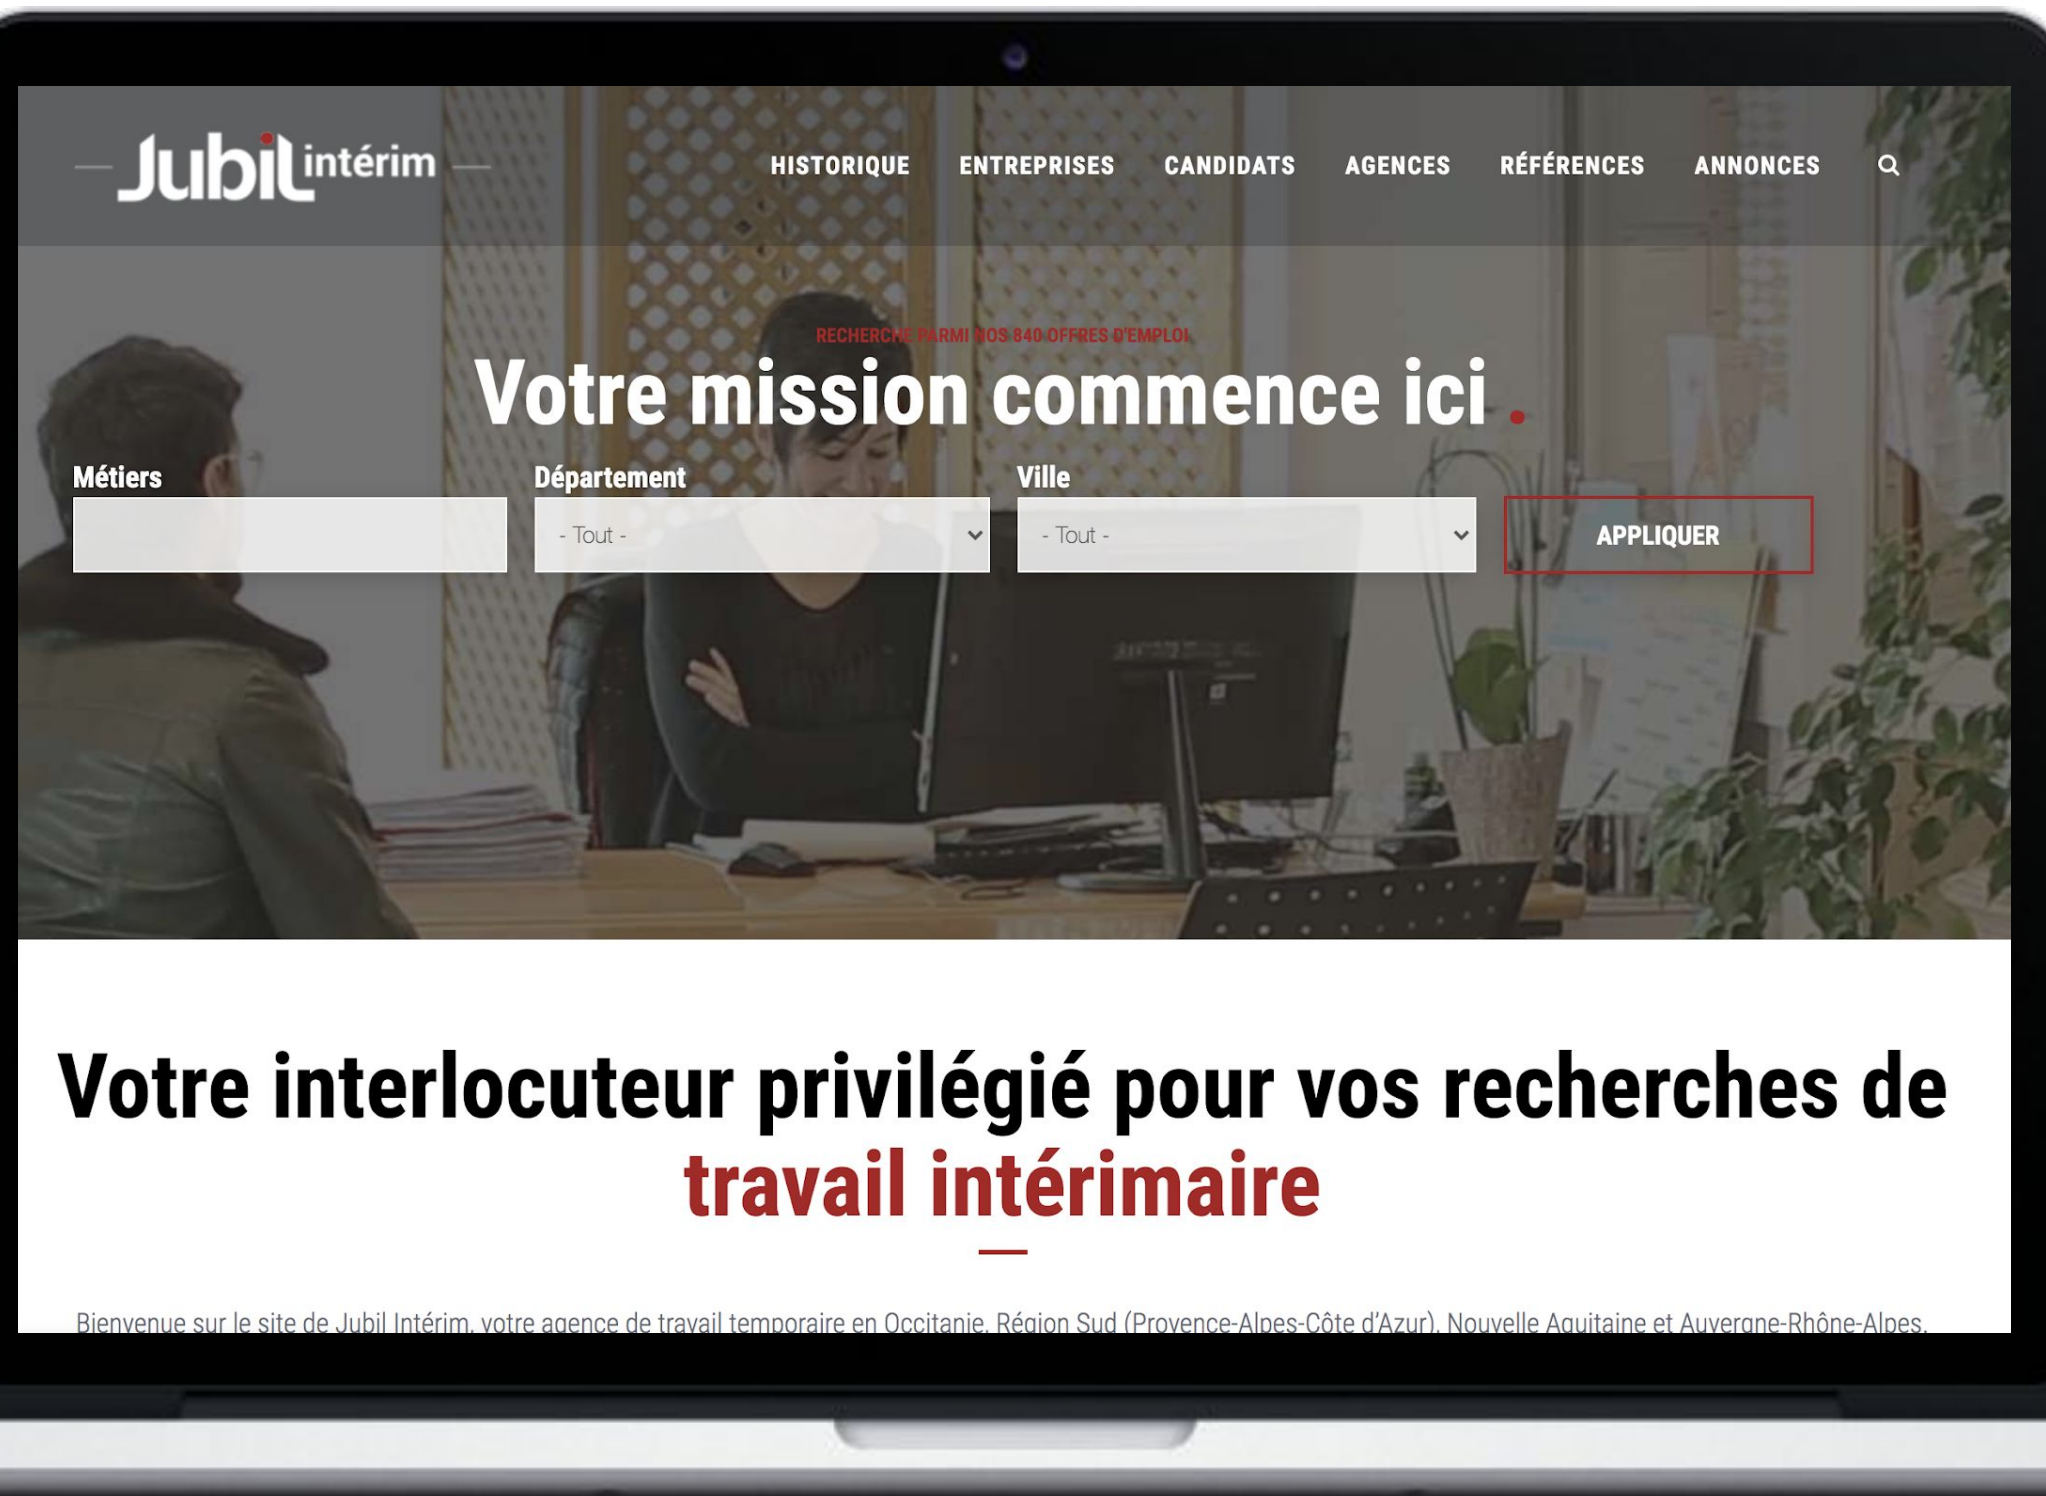 Jubil intérim
HISTORIQUE ENTREPRISES CANDIDATS AGENCES RÉFÉRENCES ANNONCES
RECHERCHE PARMI NOS 840 OFFRES D'EMPLOI
Votre mission commence ici .
Métiers Département Ville
- Tout - - Tout - APPLIQUER
Votre interlocuteur privilégié pour vos recherches de
travail intérimaire
Bienvenue sur le site de Jubil Intérim, votre agence de travail temporaire en Occitanie, Région Sud (Provence-Alpes-Côte d'Azur), Nouvelle Aquitaine et Auvergne-Rhône-Alpes.